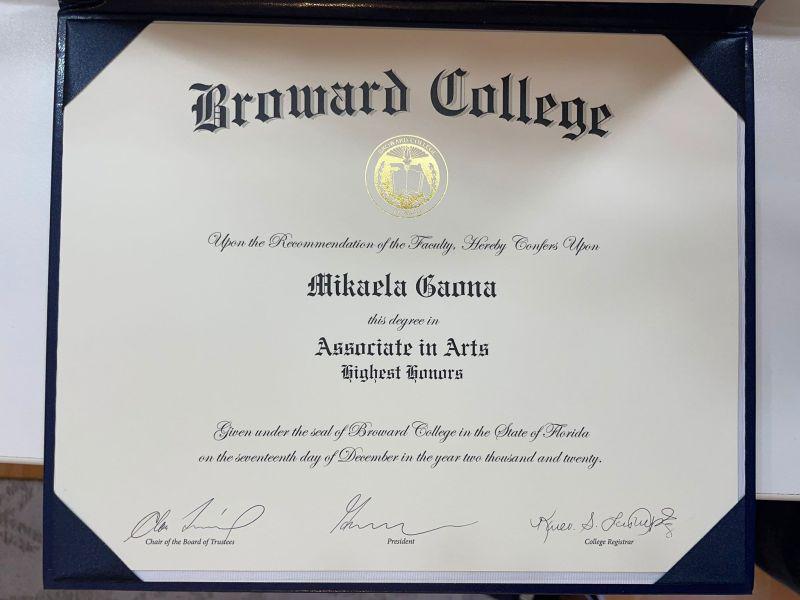 Broward College
BROWARD COLLEGE
Upon the Recommendation of the Faculty, Hereby Confers Upon
Mikaela Gaona
this degree in
Associate in Arts
Highest Honors
Given under the seal of Broward College in the State of Florida
on the seventeenth day of December in the year two thousand and twenty.
Chair of the Board of Trustees
President
College Registrar